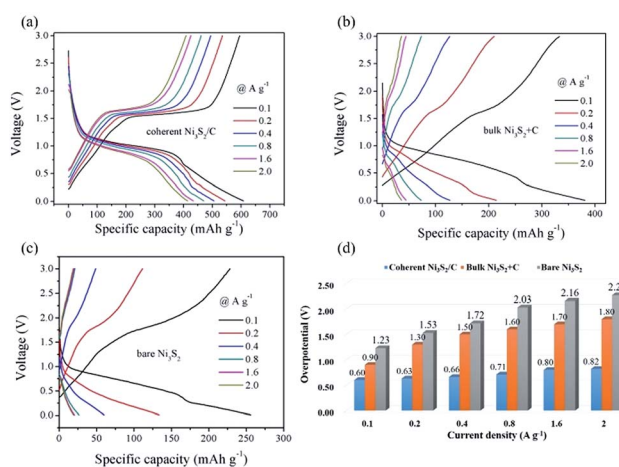 (a)
3.0
2.5
2.0
1.5
1.0
0.5
0.0
Voltage (V)
@ A g⁻¹
0.1
0.2
0.4
0.8
1.6
2.0
coherent Ni₃S₂/C
0 100 200 300 400 500 600 700
Specific capacity (mAh g⁻¹)
(b)
3.0
2.5
2.0
1.5
1.0
0.5
0.0
Voltage (V)
@ A g⁻¹
0.1
0.2
0.4
0.8
1.6
2.0
bulk Ni₃S₂+C
0 100 200 300 400
Specific capacity (mAh g⁻¹)
(c)
3.0
2.5
2.0
1.5
1.0
0.5
0.0
Voltage (V)
@ A g⁻¹
0.1
0.2
0.4
0.8
1.6
2.0
bare Ni₃S₂
0 50 100 150 200 250 300
Specific capacity (mAh g⁻¹)
(d)
Coherent Ni₃S₂/C Bulk Ni₃S₂+C Bare Ni₃S₂
2.50
2.00
1.50
1.00
0.50
0.00
Overpotential (V)
0.60 0.90 1.23
0.63 1.30 1.53
0.66 1.50 1.72
0.71 1.60 2.03
0.80 1.70 2.16
0.82 1.80 2.2
0.1 0.2 0.4 0.8 1.6 2
Current density (A g⁻¹)